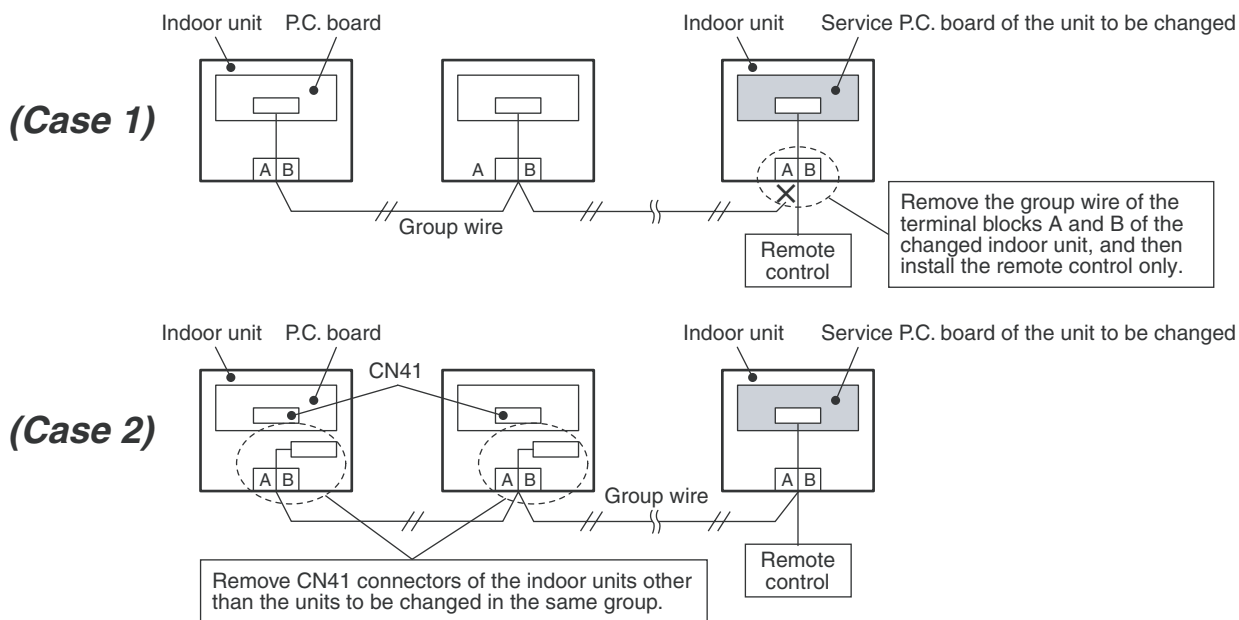 Indoor unit P.C. board
Indoor unit Service P.C. board of the unit to be changed
(Case 1)
A B
A B
A B
Group wire
Remote
control
Remove the group wire of the
terminal blocks A and B of the
changed indoor unit, and then
install the remote control only.
Indoor unit P.C. board
Indoor unit Service P.C. board of the unit to be changed
CN41
(Case 2)
A B
A B
A B
Group wire
Remote
control
Remove CN41 connectors of the indoor units other
than the units to be changed in the same group.